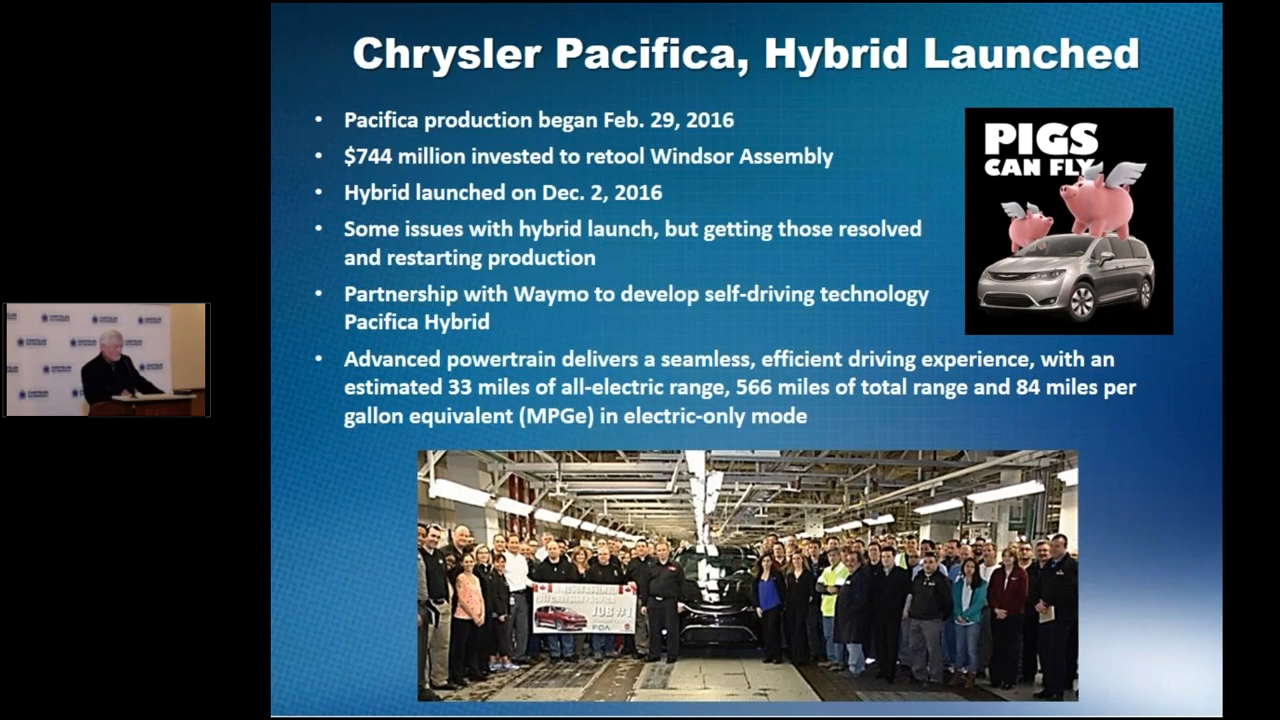 Chrysler Pacifica, Hybrid Launched
• Pacifica production began Feb. 29, 2016
• $744 million invested to retool Windsor Assembly
• Hybrid launched on Dec. 2, 2016
• Some issues with hybrid launch, but getting those resolved
and restarting production
• Partnership with Waymo to develop self-driving technology
Pacifica Hybrid
• Advanced powertrain delivers a seamless, efficient driving experience, with an
estimated 33 miles of all-electric range, 566 miles of total range and 84 miles per
gallon equivalent (MPGe) in electric-only mode
PIGS
CAN FLY
JOB #1
FCA